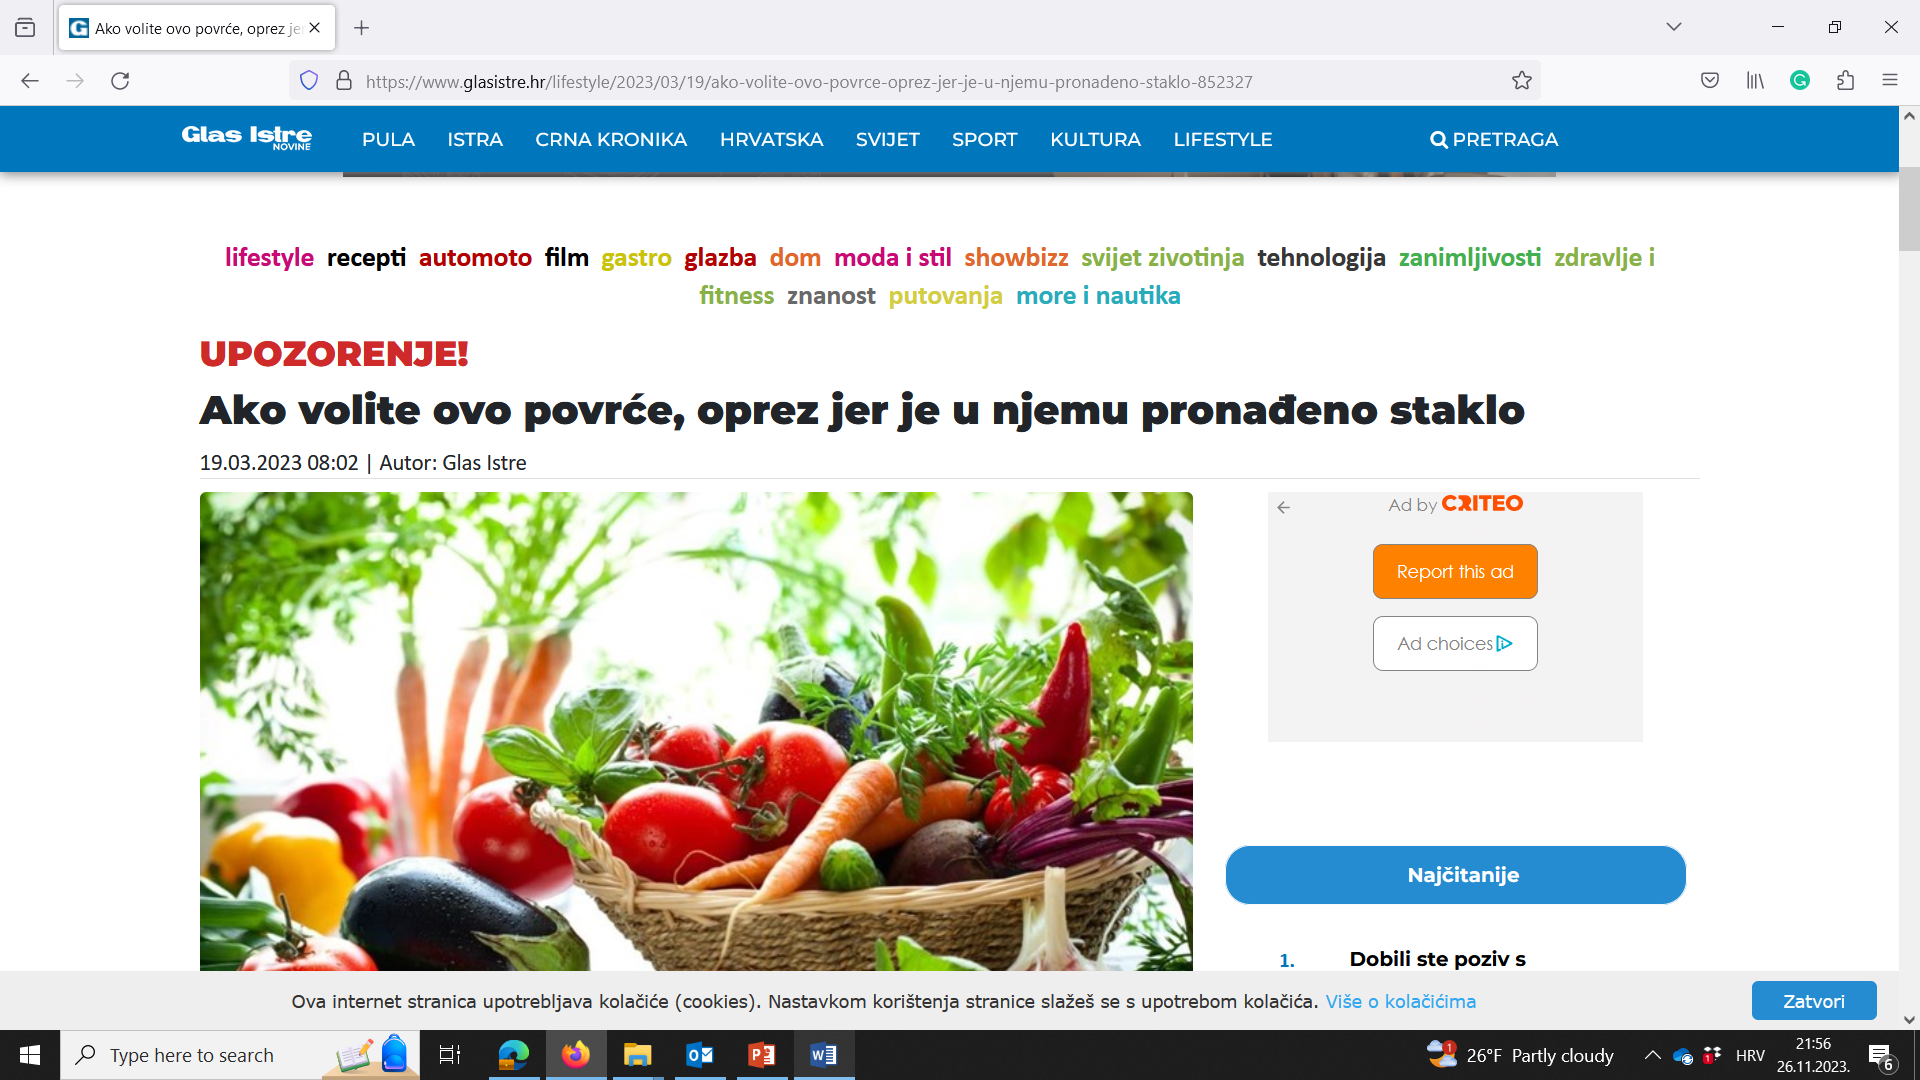 Ako volite ovo povrće, oprez je
https://www.glasistre.hr/lifestyle/2023/03/19/ako-volite-ovo-povrce-oprez-jer-je-u-njemu-pronadeno-staklo-852327
Glas Istre
NOVINE
PULA ISTRA CRNA KRONIKA HRVATSKA SVIJET SPORT KULTURA LIFESTYLE PRETRAGA
lifestyle recepti automoto film gastro glazba dom moda i stil showbizz svijet zivotinja tehnologija zanimljivosti zdravlje i
fitness znanost putovanja more i nautika
UPOZORENJE!
Ako volite ovo povrće, oprez jer je u njemu pronađeno staklo
19.03.2023 08:02 | Autor: Glas Istre
Ad by CRITEO
Report this ad
Ad choices
Najčitanije
1. Dobili ste poziv s
Ova internet stranica upotrebljava kolačiće (cookies). Nastavkom korištenja stranice slažeš se s upotrebom kolačića. Više o kolačićima
Zatvori
Type here to search
1
26°F Partly cloudy
1
HRV
21:56
26.11.2023.
6